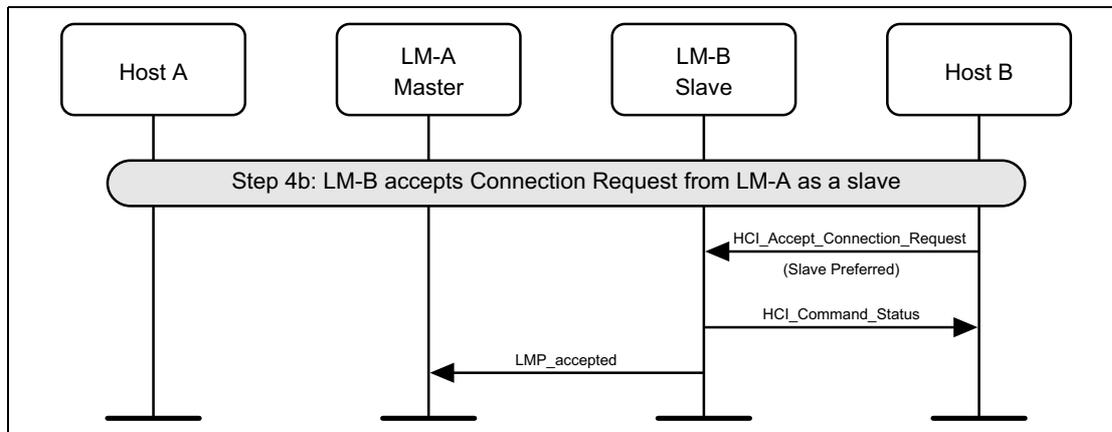 Host A
LM-A
Master
LM-B
Slave
Host B
Step 4b: LM-B accepts Connection Request from LM-A as a slave
HCI_Accept_Connection_Request
(Slave Preferred)
HCI_Command_Status
LMP_accepted